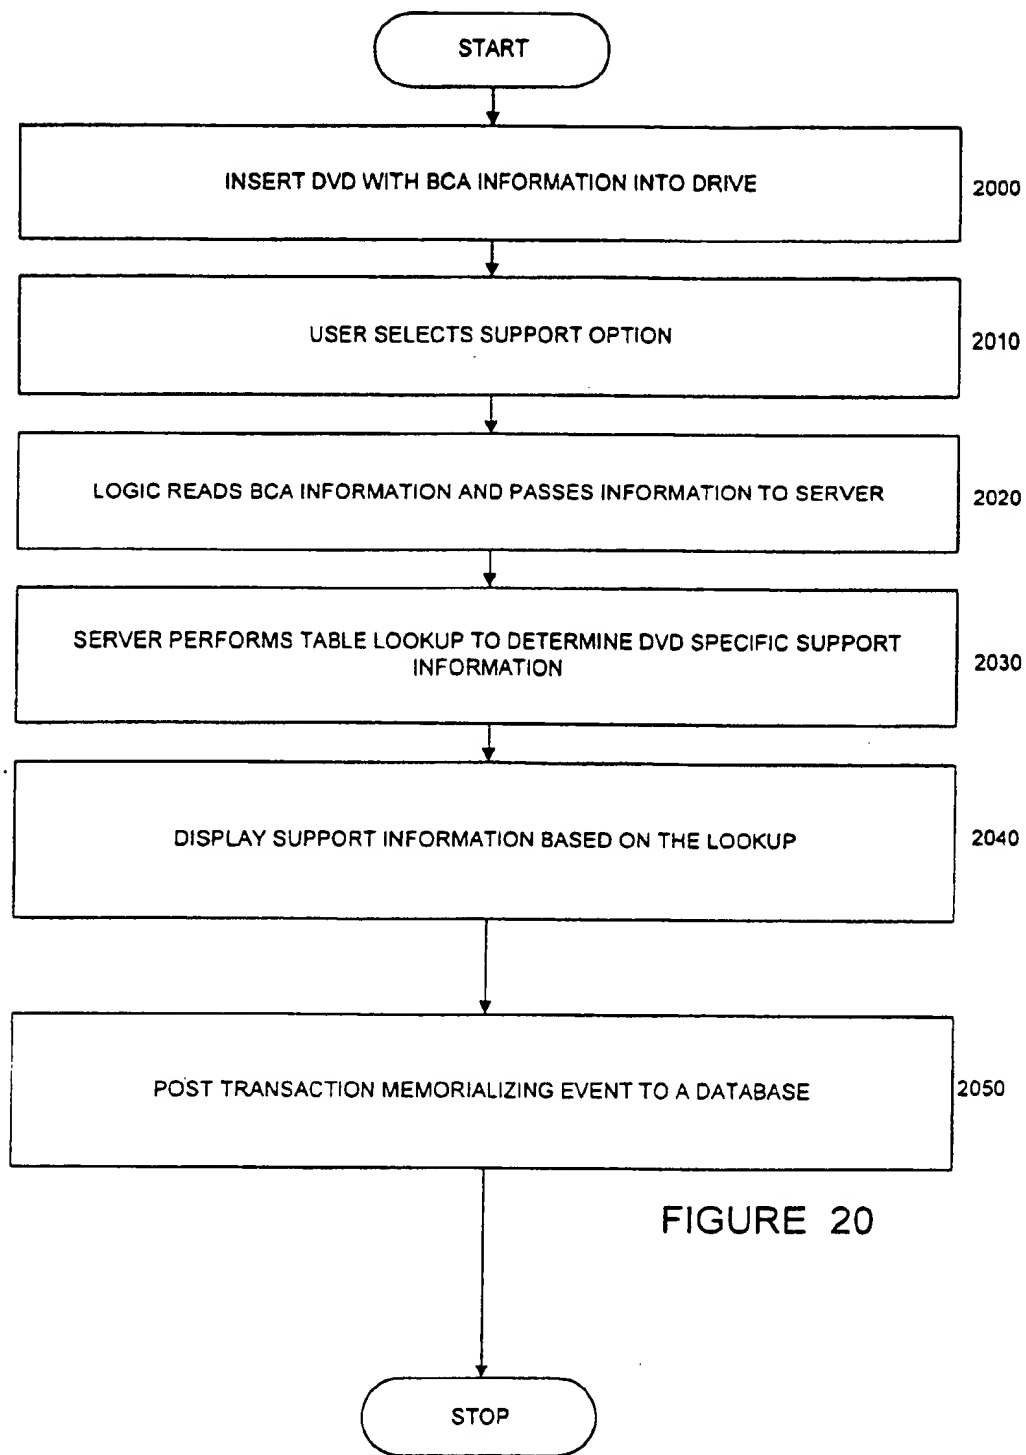 START
INSERT DVD WITH BCA INFORMATION INTO DRIVE
2000
USER SELECTS SUPPORT OPTION
2010
LOGIC READS BCA INFORMATION AND PASSES INFORMATION TO SERVER
2020
SERVER PERFORMS TABLE LOOKUP TO DETERMINE DVD SPECIFIC SUPPORT
INFORMATION
2030
DISPLAY SUPPORT INFORMATION BASED ON THE LOOKUP
2040
POST TRANSACTION MEMORIALIZING EVENT TO A DATABASE
2050
FIGURE 20
STOP